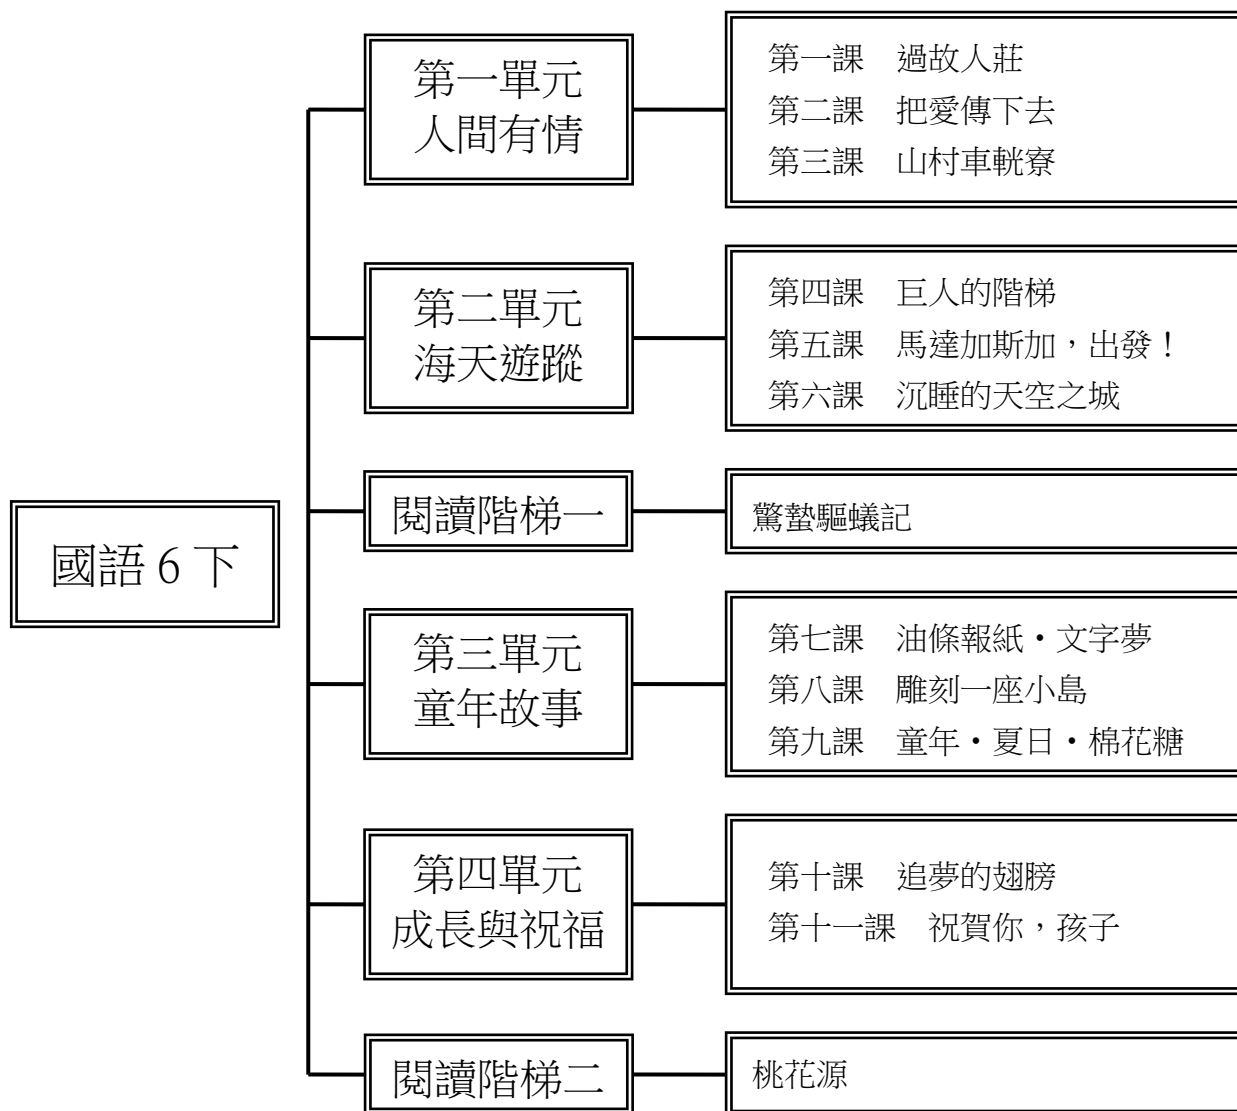 國語 6 下
第一單元
人間有情
第一課　過故人莊
第二課　把愛傳下去
第三課　山村車輄寮
第二單元
海天遊蹤
第四課　巨人的階梯
第五課　馬達加斯加，出發！
第六課　沉睡的天空之城
閱讀階梯一
驚蟄驅蟻記
第三單元
童年故事
第七課　油條報紙・文字夢
第八課　雕刻一座小島
第九課　童年・夏日・棉花糖
第四單元
成長與祝福
第十課　追夢的翅膀
第十一課　祝賀你，孩子
閱讀階梯二
桃花源